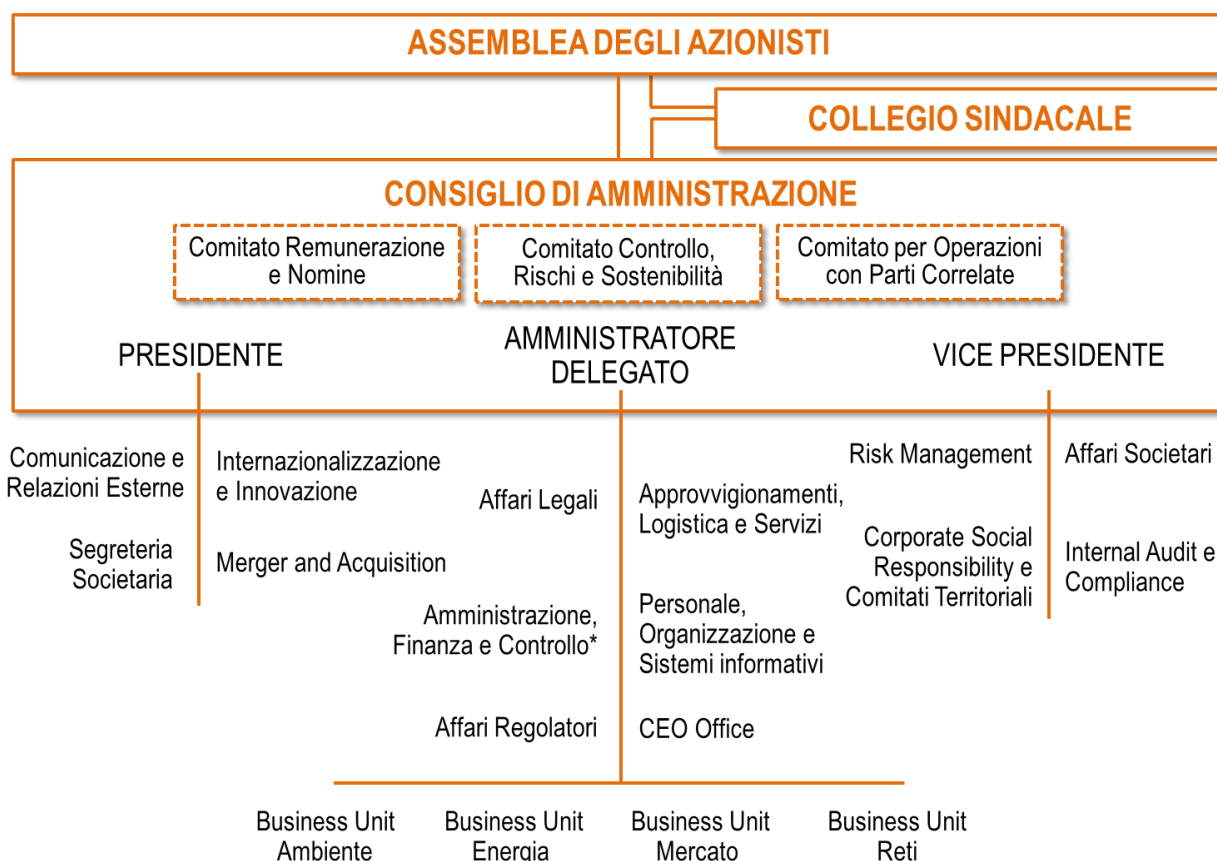 ASSEMBLEA DEGLI AZIONISTI
COLLEGIO SINDACALE
CONSIGLIO DI AMMINISTRAZIONE
Comitato Remunerazione
e Nomine
Comitato Controllo,
Rischi e Sostenibilità
Comitato per Operazioni
con Parti Correlate
PRESIDENTE
AMMINISTRATORE
DELEGATO
VICE PRESIDENTE
Comunicazione e
Relazioni Esterne
Internazionalizzazione
e Innovazione
Segreteria
Societaria
Merger and Acquisition
Affari Legali
Approvvigionamenti,
Logistica e Servizi
Amministrazione,
Finanza e Controllo*
Personale,
Organizzazione e
Sistemi informativi
Affari Regolatori
CEO Office
Risk Management
Affari Societari
Corporate Social
Responsibility e
Comitati Territoriali
Internal Audit e
Compliance
Business Unit
Ambiente
Business Unit
Energia
Business Unit
Mercato
Business Unit
Reti